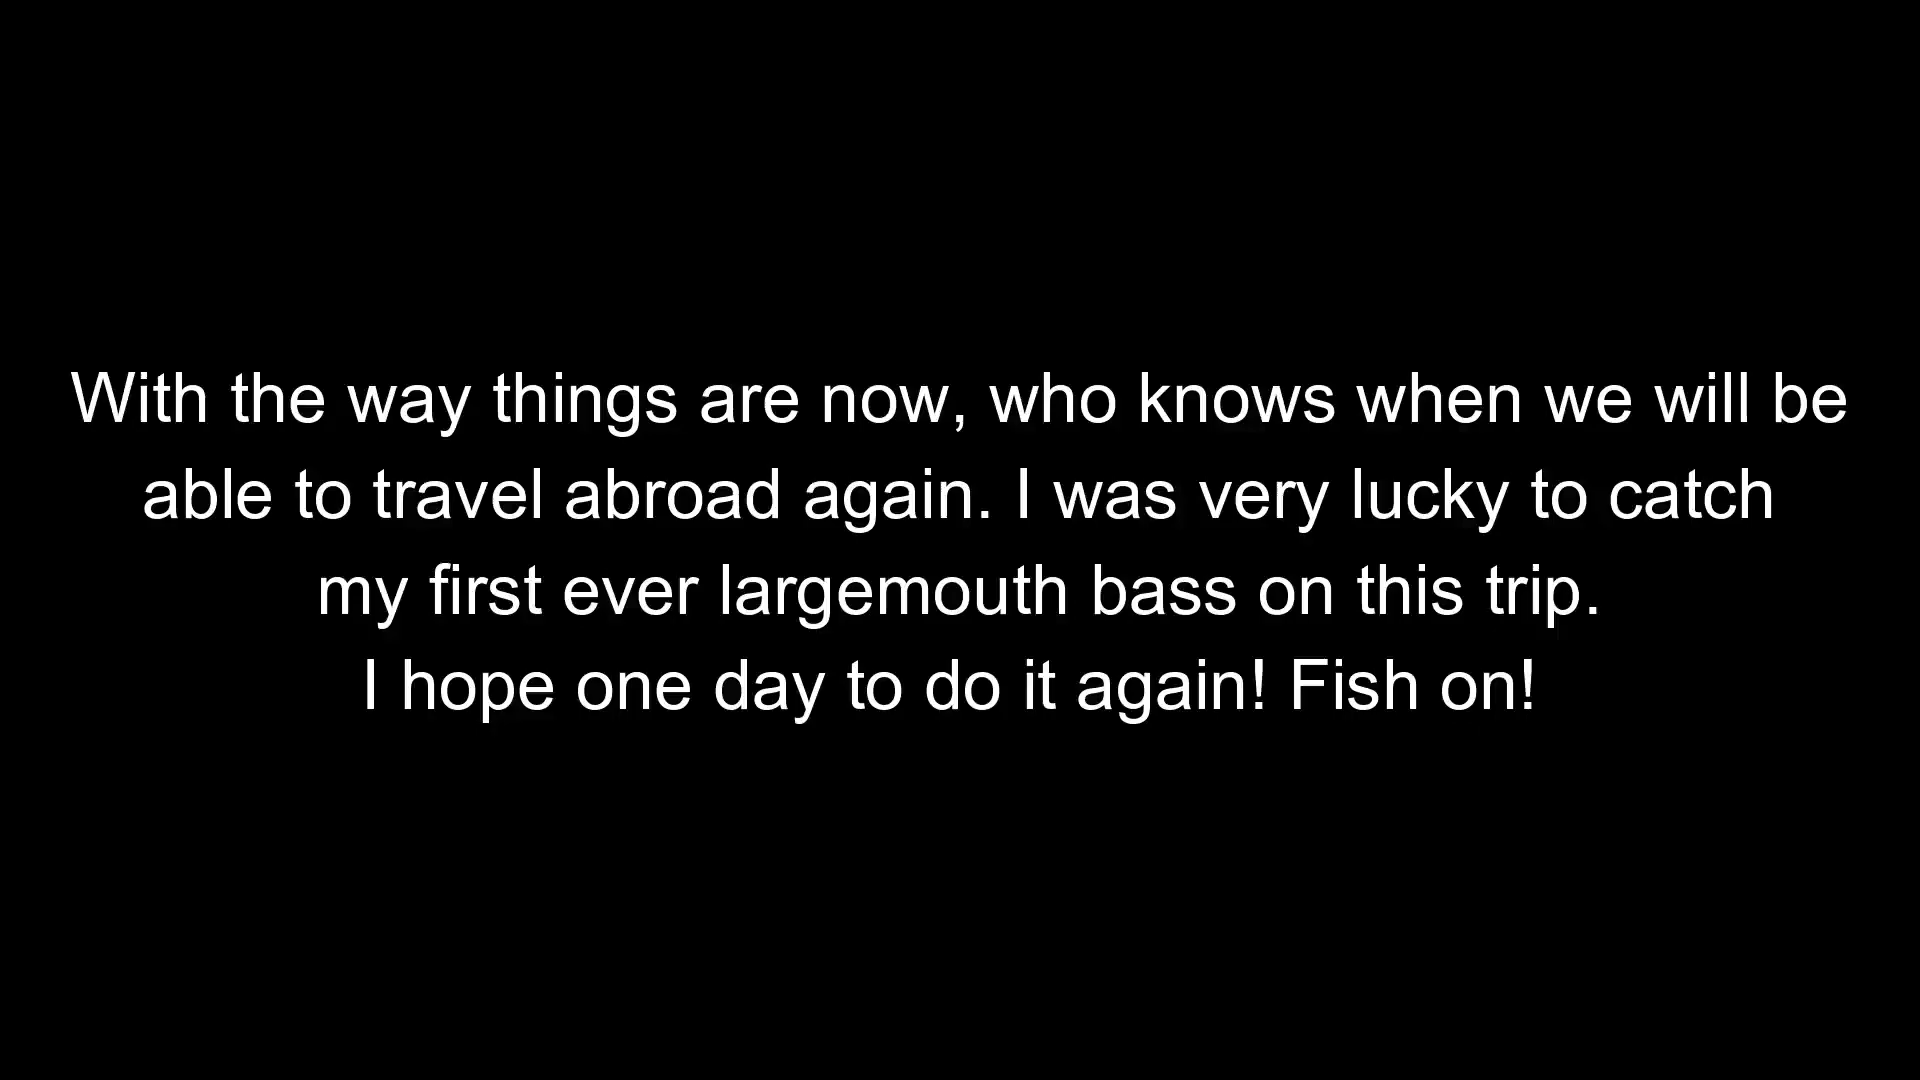 With the way things are now, who knows when we will be
able to travel abroad again. I was very lucky to catch
my first ever largemouth bass on this trip.
I hope one day to do it again! Fish on!